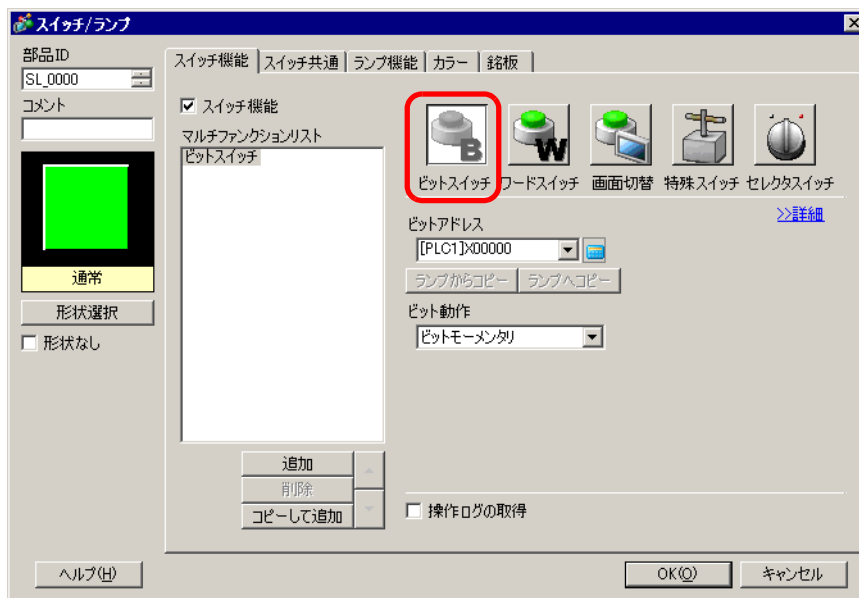 スイッチ/ランプ
部品ID
SL_0000
コメント
通常
形状選択
形状なし
スイッチ機能
スイッチ共通
ランプ機能
カラー
銘板
スイッチ機能
マルチファンクションリスト
ビットスイッチ
追加
削除
コピーして追加
B
W
ビットスイッチ
ワードスイッチ
画面切替
特殊スイッチ
セレクタスイッチ
>>詳細
ビットアドレス
[PLC1]X00000
ランプからコピー
ランプへコピー
ビット動作
ビットモーメンタリ
操作ログの取得
ヘルプ(H)
OK(O)
キャンセル